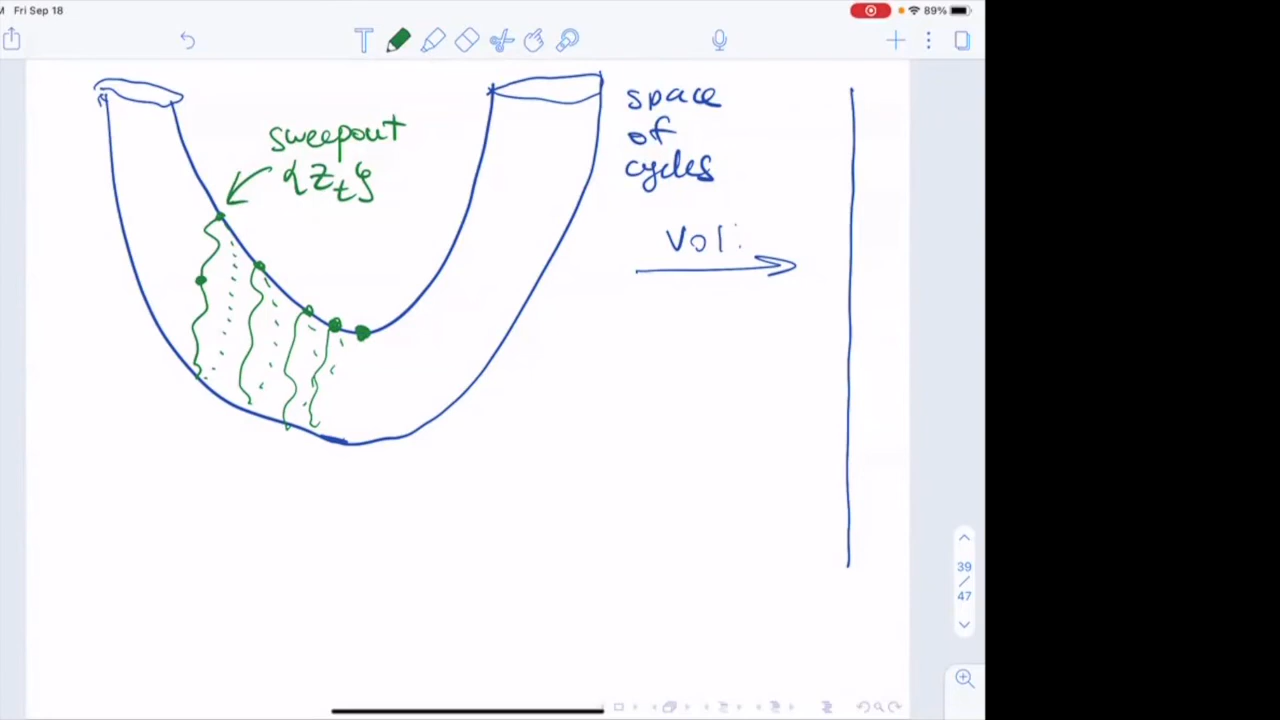 Fri Sep 18
89%
sweepout
{Z_t}
space
of
cycles
Vol:
39
/
47